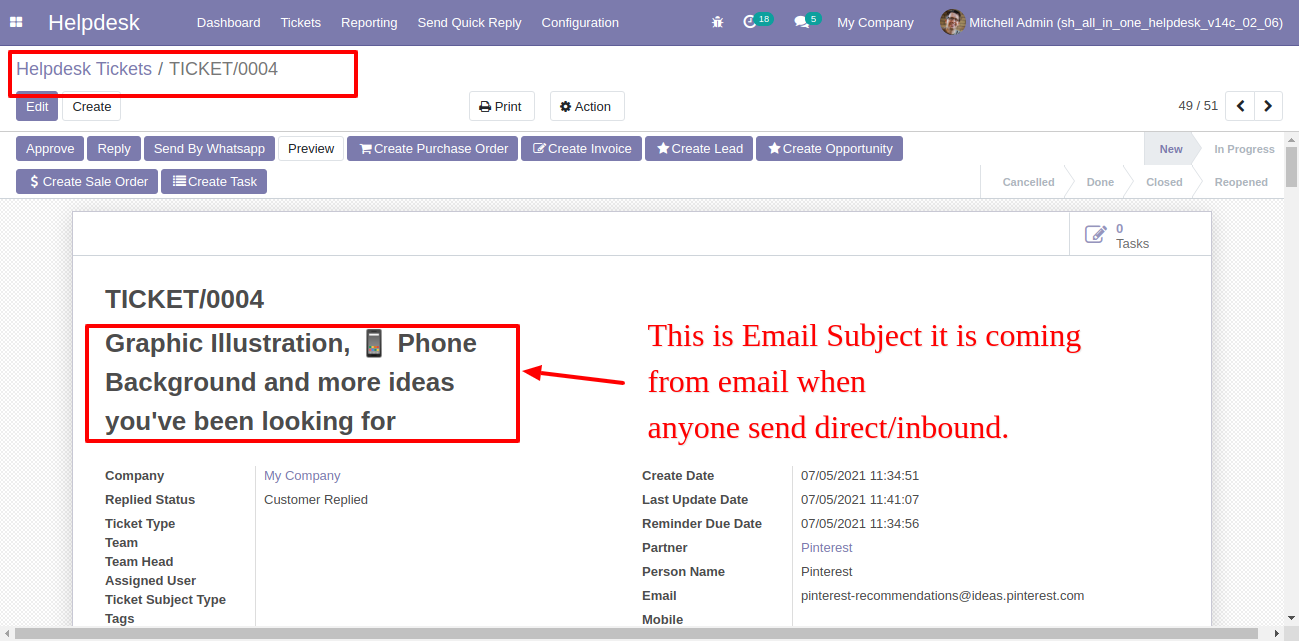 Helpdesk Dashboard Tickets Reporting Send Quick Reply Configuration 18 5 My Company Mitchell Admin (sh_all_in_one_helpdesk_v14c_02_06)
Helpdesk Tickets / TICKET/0004
Edit Create Print Action 49 / 51
Approve Reply Send By Whatsapp Preview Create Purchase Order Create Invoice Create Lead Create Opportunity New In Progress
$ Create Sale Order Create Task Cancelled Done Closed Reopened
0
Tasks
TICKET/0004
Graphic Illustration, 📱 Phone
Background and more ideas
you've been looking for
This is Email Subject it is coming
from email when
anyone send direct/inbound.
Company My Company
Replied Status Customer Replied
Ticket Type
Team
Team Head
Assigned User
Ticket Subject Type
Tags
Create Date 07/05/2021 11:34:51
Last Update Date 07/05/2021 11:41:07
Reminder Due Date 07/05/2021 11:34:56
Partner Pinterest
Person Name Pinterest
Email pinterest-recommendations@ideas.pinterest.com
Mobile